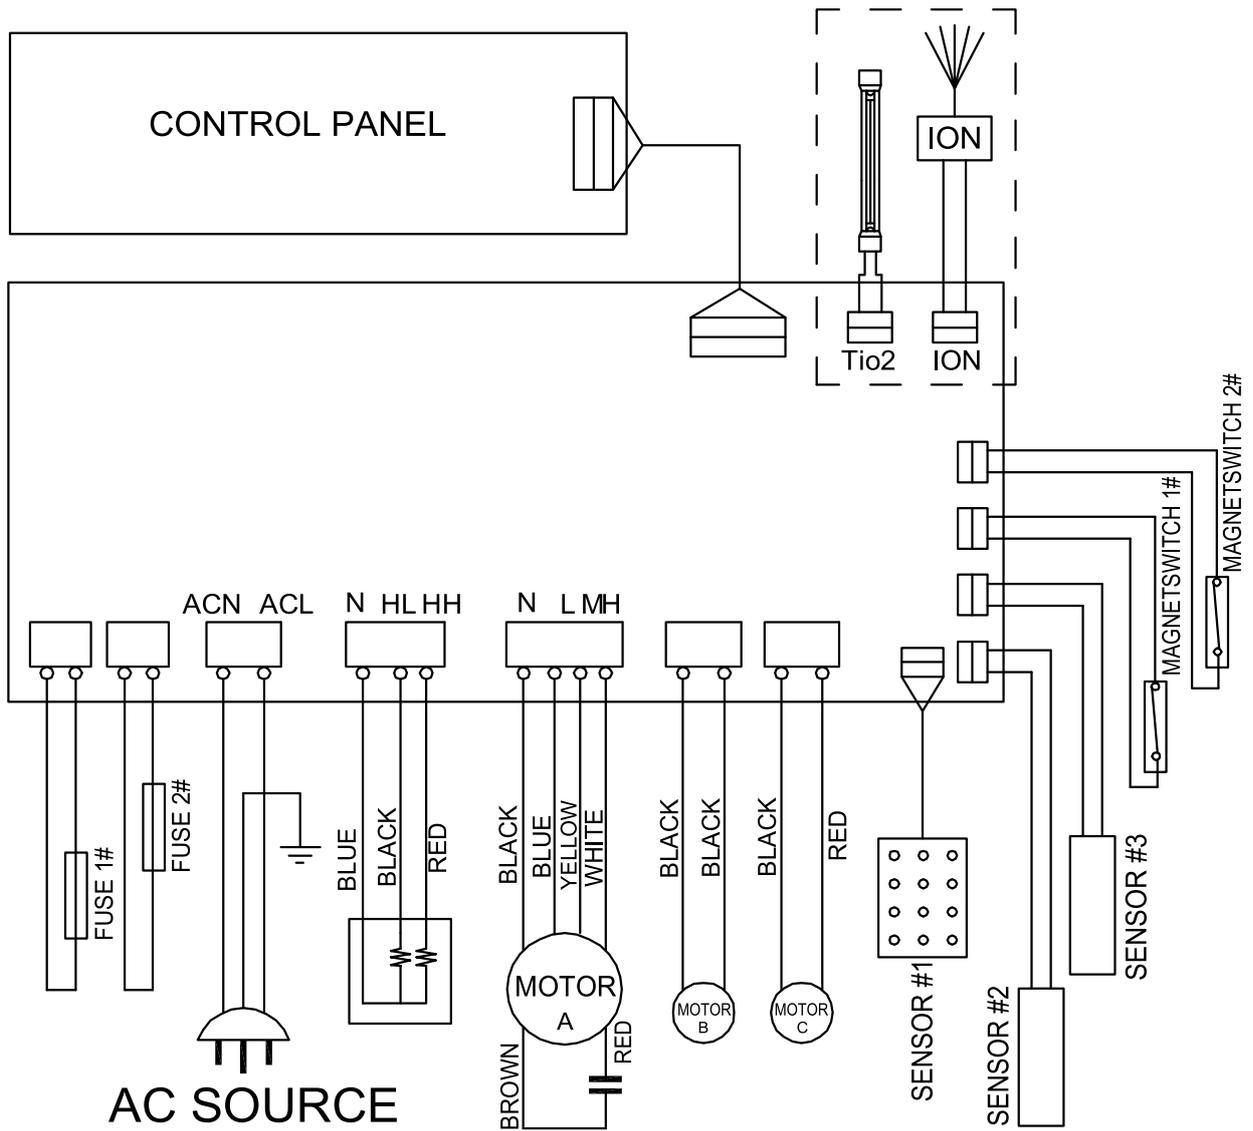 CONTROL PANEL
ION
Tio2
ION
MAGNETSWITCH 2#
MAGNETSWITCH 1#
ACN ACL
N HL HH
N L M H
FUSE 1#
FUSE 2#
BLUE
BLACK
RED
BLACK
BLUE
YELLOW
WHITE
BLACK
BLACK
BLACK
RED
MOTOR
A
MOTOR
B
MOTOR
C
BROWN
RED
SENSOR #1
SENSOR #2
SENSOR #3
AC SOURCE